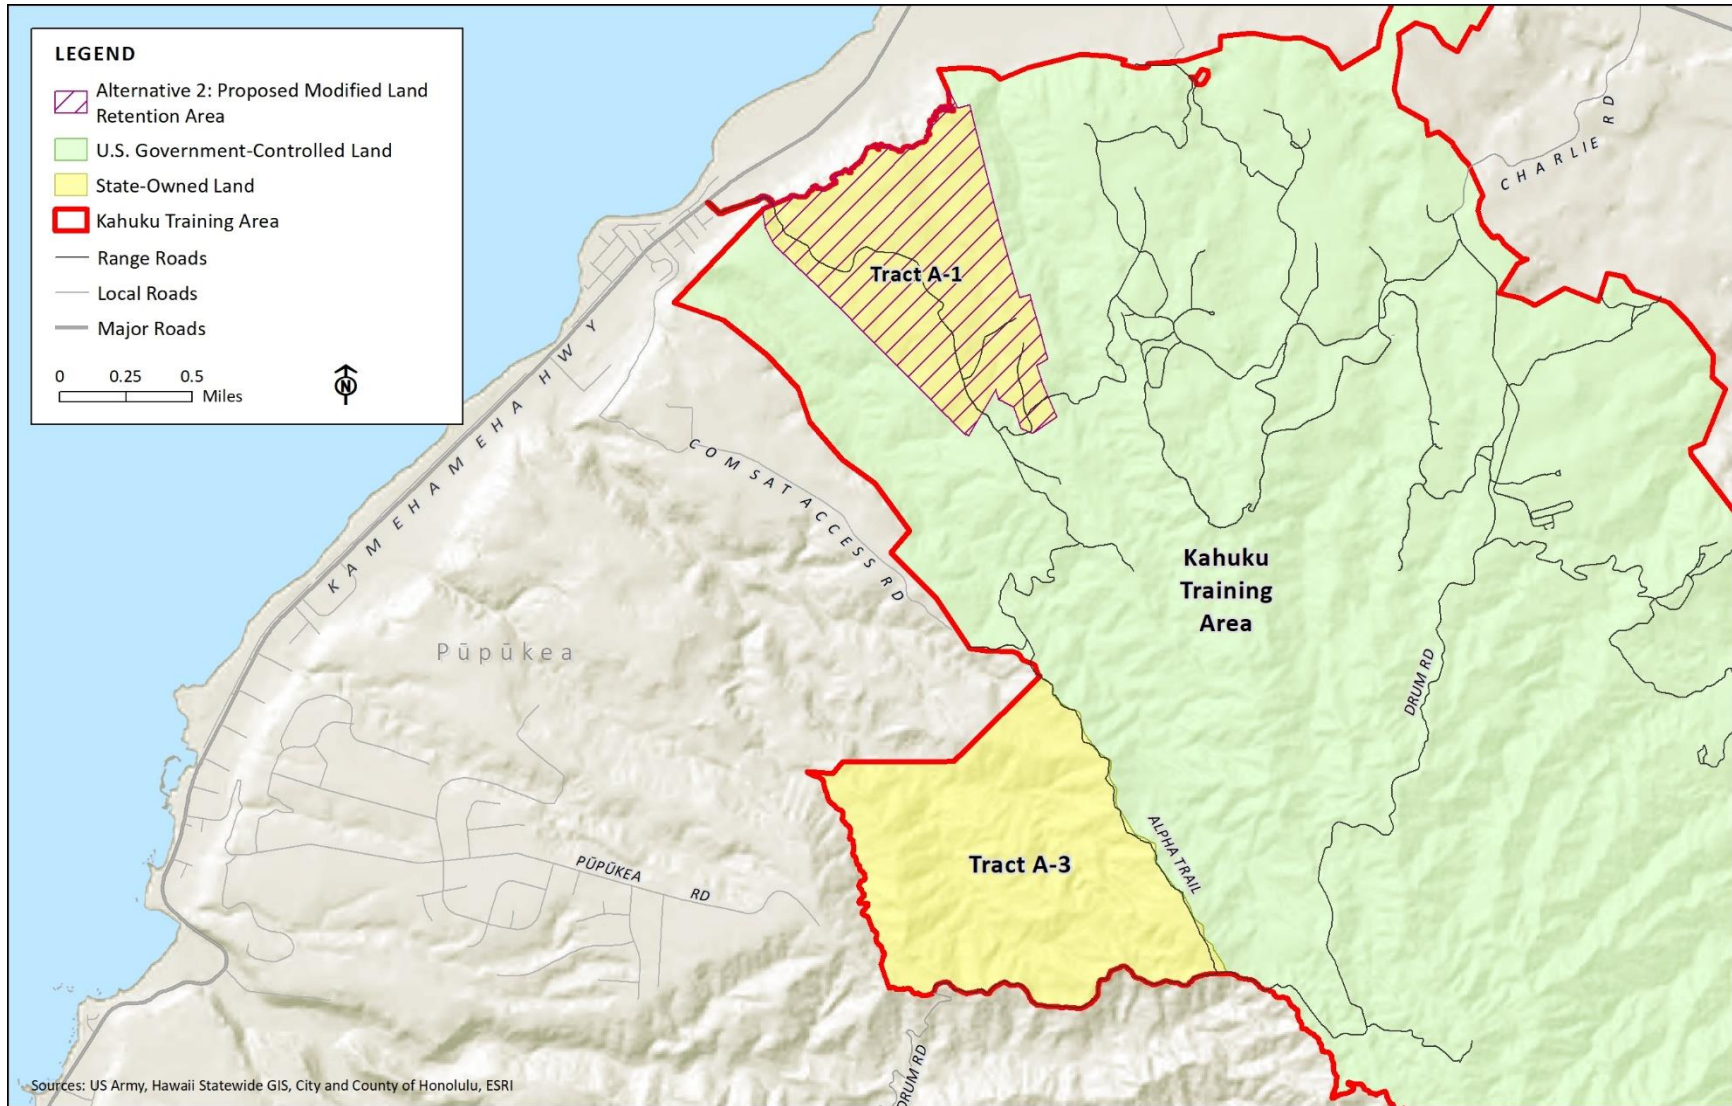 LEGEND
Alternative 2: Proposed Modified Land
Retention Area
U.S. Government-Controlled Land
State-Owned Land
Kahuku Training Area
Range Roads
Local Roads
Major Roads
0 0.25 0.5
Miles
N
CHARLIE RD
Tract A-1
KAMEHAMEHA HWY
COMSAT ACCESS RD
Kahuku
Training
Area
Pūpūkea
DRUM RD
ALPHA TRAIL
Tract A-3
PŪPŪKEA RD
DRUM RD
Sources: US Army, Hawaii Statewide GIS, City and County of Honolulu, ESRI